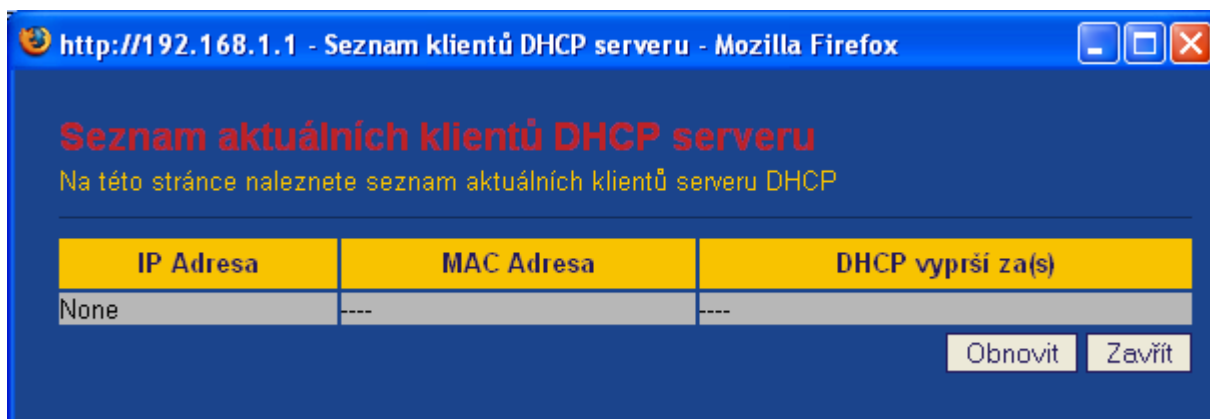 http://192.168.1.1 - Seznam klientů DHCP serveru - Mozilla Firefox
Seznam aktuálních klientů DHCP serveru
Na této stránce naleznete seznam aktuálních klientů serveru DHCP
IP Adresa MAC Adresa DHCP vyprší za(s)
None ---- ----
Obnovit Zavřít